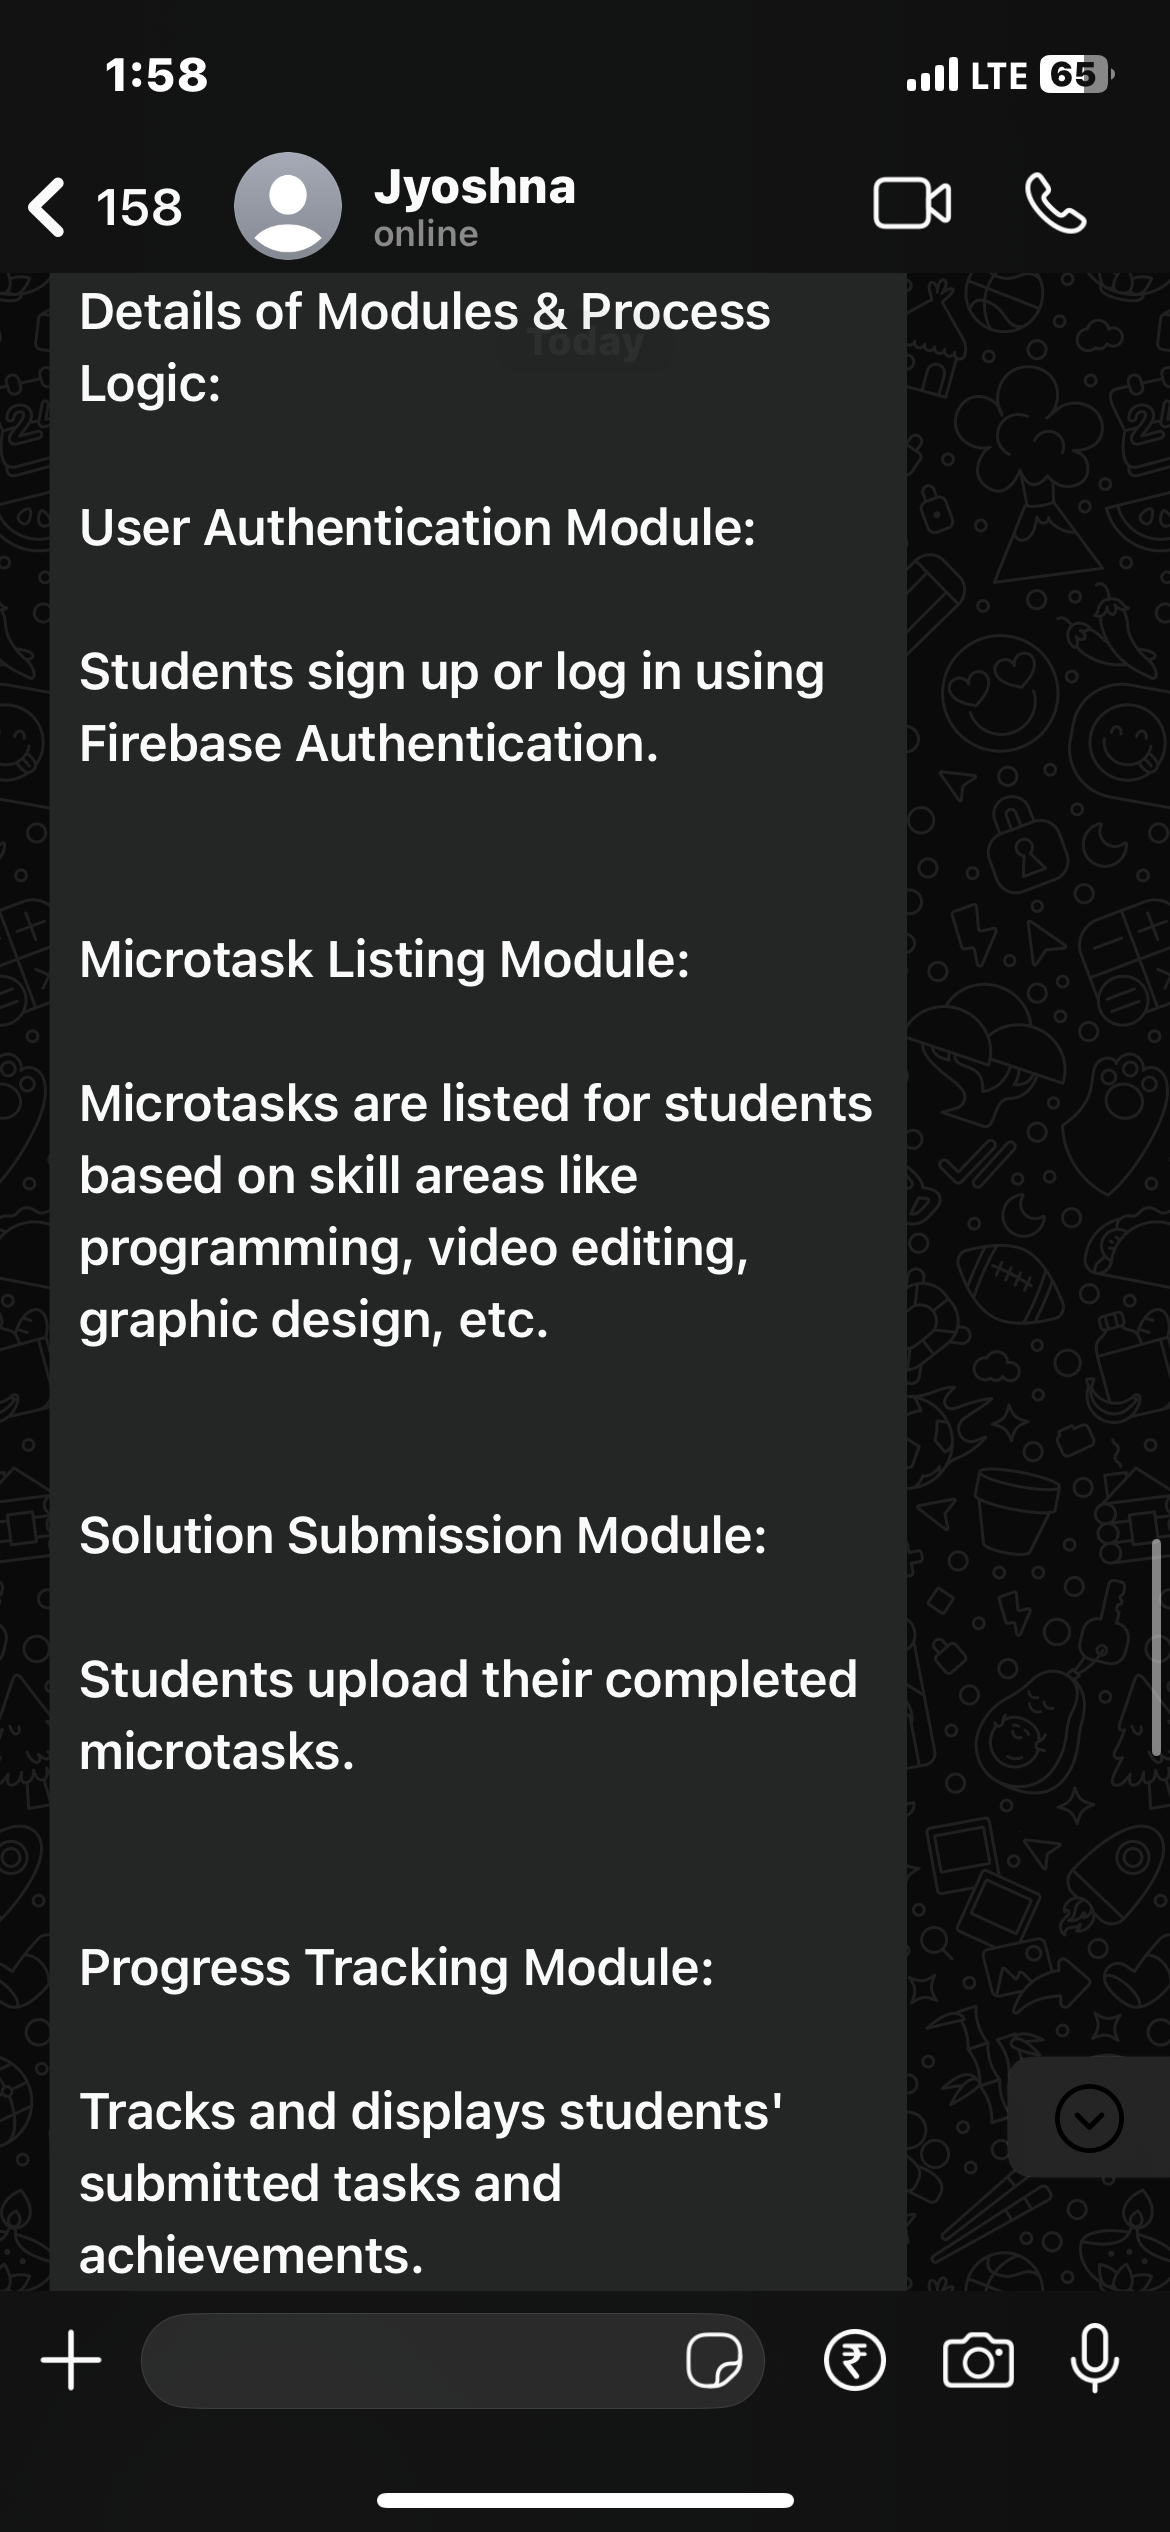 1:58
LTE 65
158
Jyoshna
online
Today
Details of Modules & Process
Logic:
User Authentication Module:
Students sign up or log in using
Firebase Authentication.
Microtask Listing Module:
Microtasks are listed for students
based on skill areas like
programming, video editing,
graphic design, etc.
Solution Submission Module:
Students upload their completed
microtasks.
Progress Tracking Module:
Tracks and displays students'
submitted tasks and
achievements.
₹